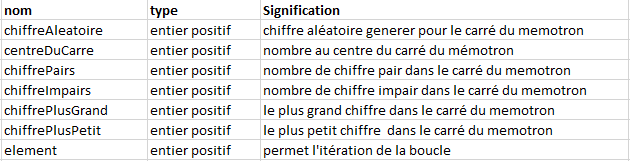 nom type Signification
chiffreAleatoire entier positif chiffre aléatoire generer pour le carré du memotron
centreDuCarre entier positif nombre au centre du carré du mémotron
chiffrePairs entier positif nombre de chiffre pair dans le carré du memotron
chiffreImpairs entier positif nombre de chiffre impair dans le carré du memotron
chiffrePlusGrand entier positif le plus grand chiffre dans le carré du memotron
chiffrePlusPetit entier positif le plus petit chiffre  dans le carré du memotron
element entier positif permet l'itération de la boucle